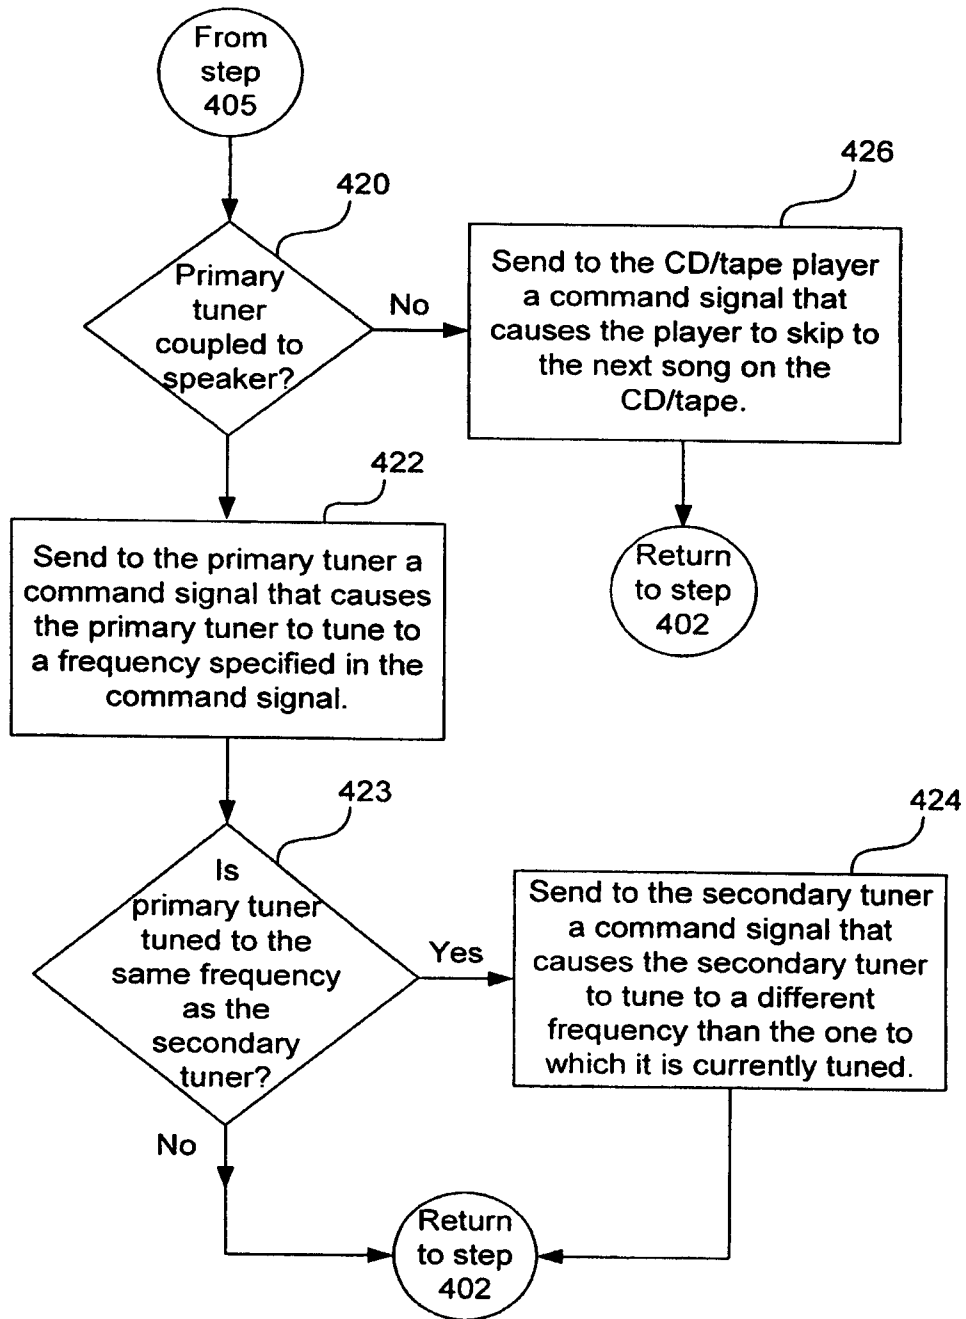 From
step
405
420
Primary
tuner
coupled to
speaker?
No
426
Send to the CD/tape player
a command signal that
causes the player to skip to
the next song on the
CD/tape.
Return
to step
402
422
Send to the primary tuner a
command signal that causes
the primary tuner to tune to
a frequency specified in the
command signal.
423
Is
primary tuner
tuned to the
same frequency
as the
secondary
tuner?
Yes
424
Send to the secondary tuner
a command signal that
causes the secondary tuner
to tune to a different
frequency than the one to
which it is currently tuned.
No
Return
to step
402